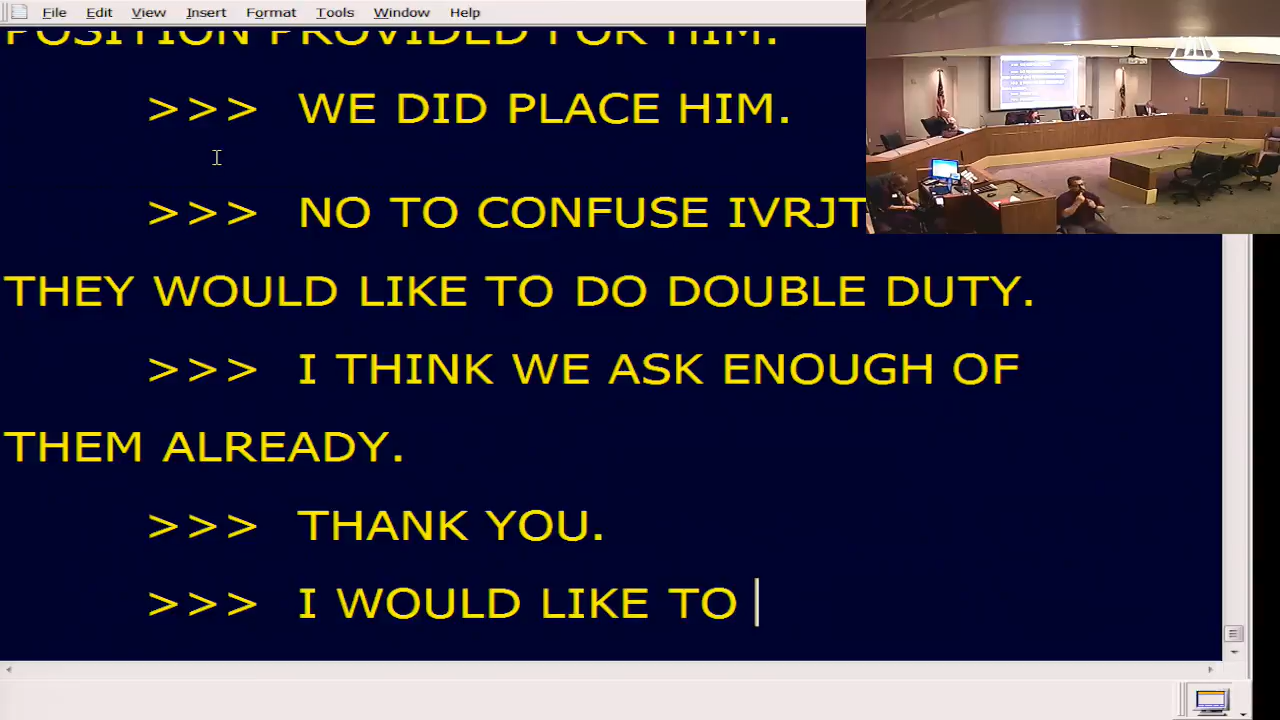 File Edit View Insert Format Tools Window Help
POSITION PROVIDED FOR HIM.
>>> WE DID PLACE HIM.
>>> NO TO CONFUSE IVRJT
THEY WOULD LIKE TO DO DOUBLE DUTY.
>>> I THINK WE ASK ENOUGH OF
THEM ALREADY.
>>> THANK YOU.
>>> I WOULD LIKE TO